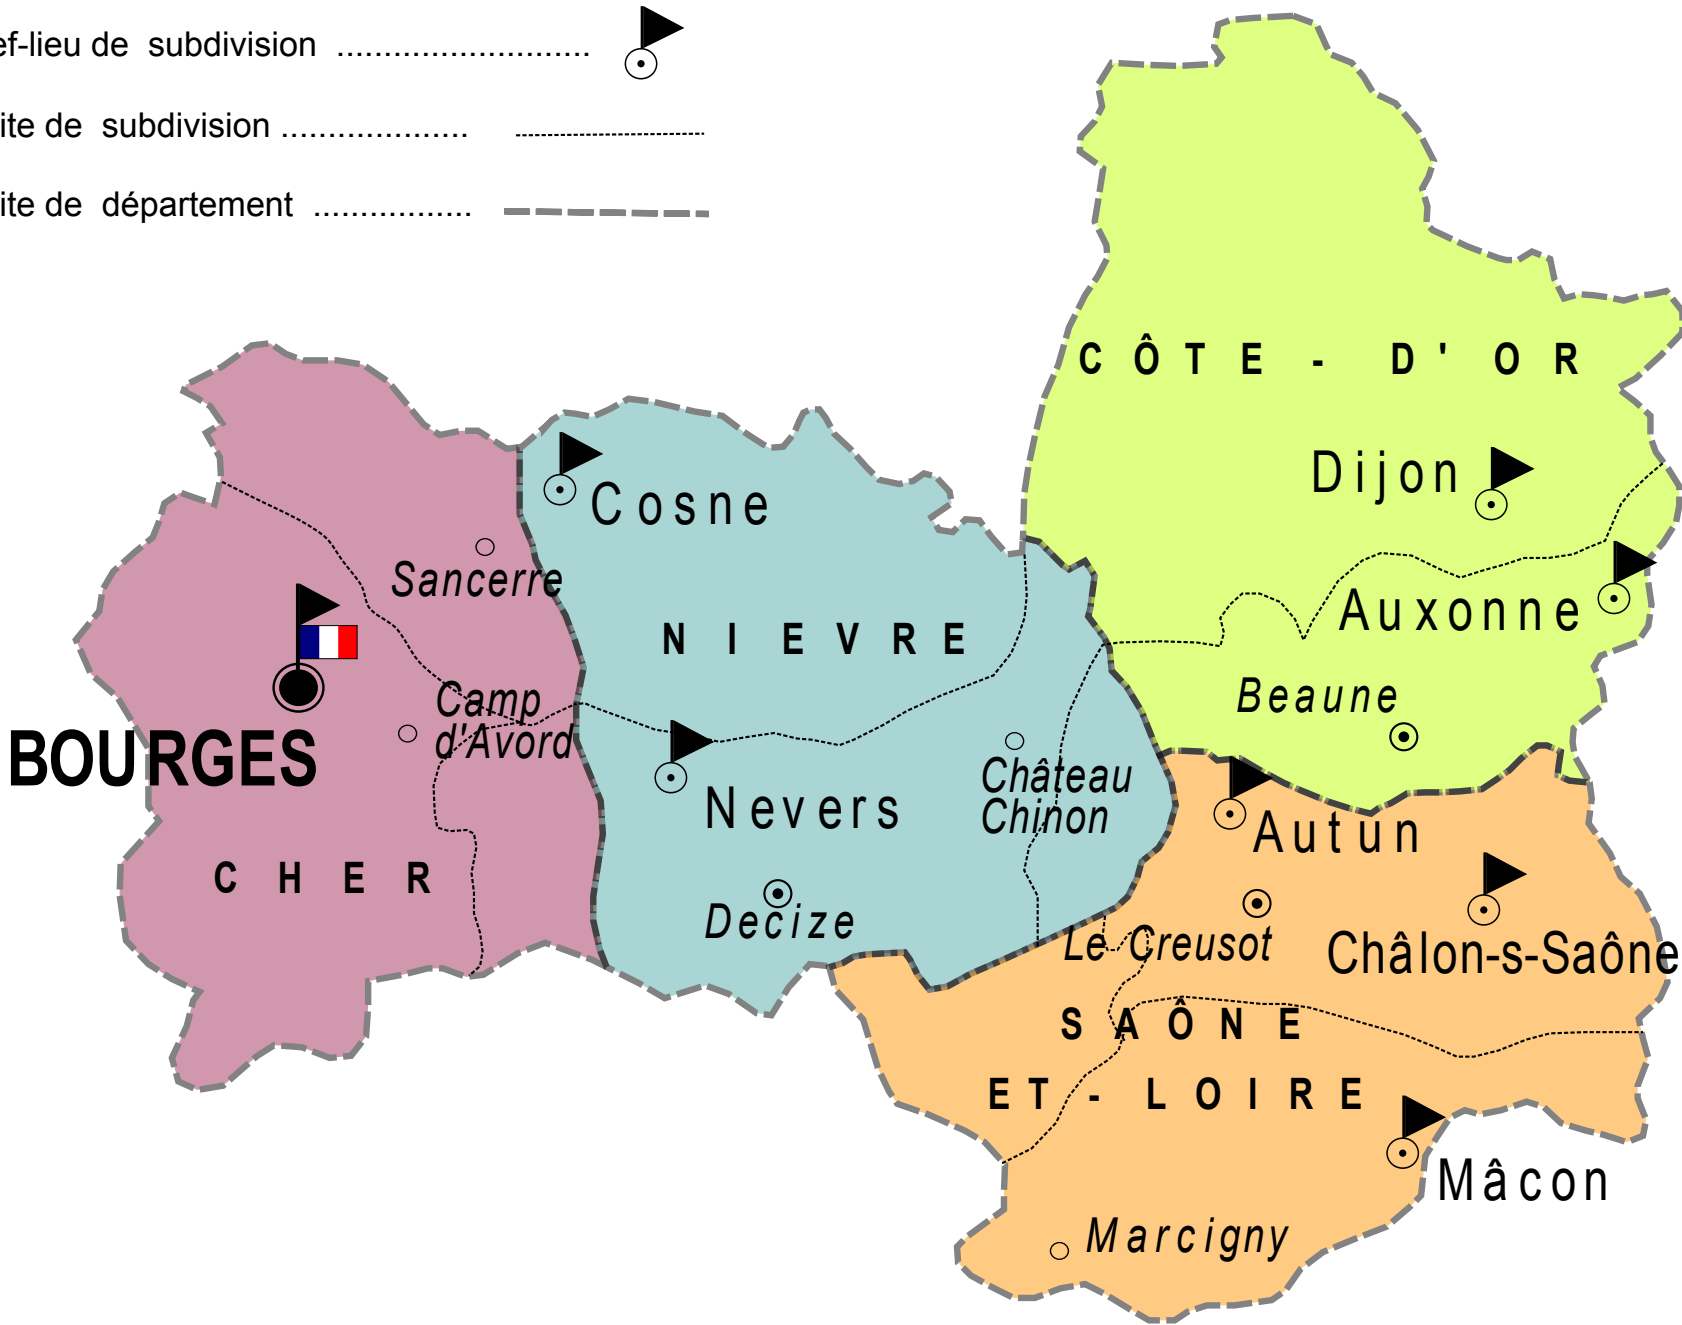 ef-lieu de subdivision ...........................
ite de subdivision ....................
ite de département .................
CÔTE - D'OR
Dijon
Cosne
Sancerre
Auxonne
NIEVRE
Camp
d'Avord
Beaune
BOURGES
Château
Chinon
Nevers
Autun
CHER
Decize
Le Creusot
Châlon-s-Saône
SAÔNE
ET - LOIRE
Mâcon
Marcigny